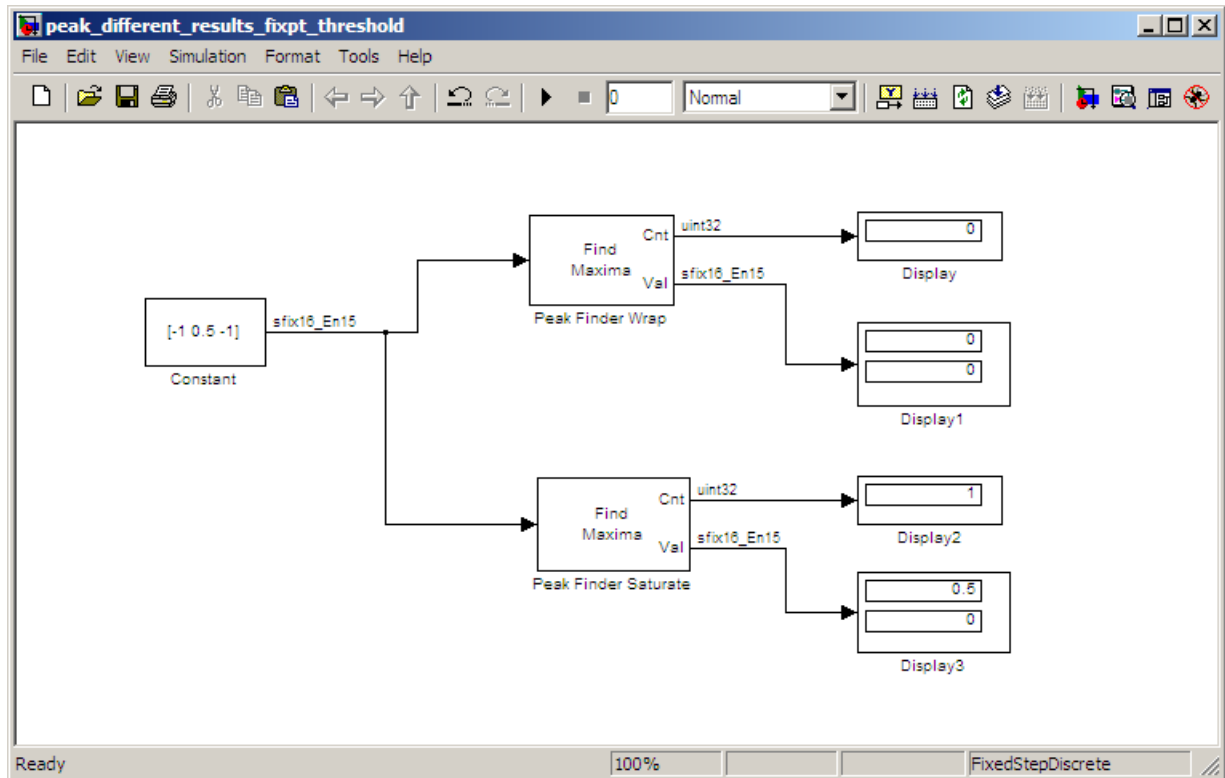 peak_different_results_fixpt_threshold
File Edit View Simulation Format Tools Help
0 Normal
[-1 0.5 -1]
Constant
sfix16_En15
Find
Maxima
Cnt
Val
Peak Finder Wrap
uint32
sfix16_En15
0
Display
0
0
Display1
Find
Maxima
Cnt
Val
Peak Finder Saturate
uint32
sfix16_En15
1
Display2
0.5
0
Display3
Ready 100% FixedStepDiscrete